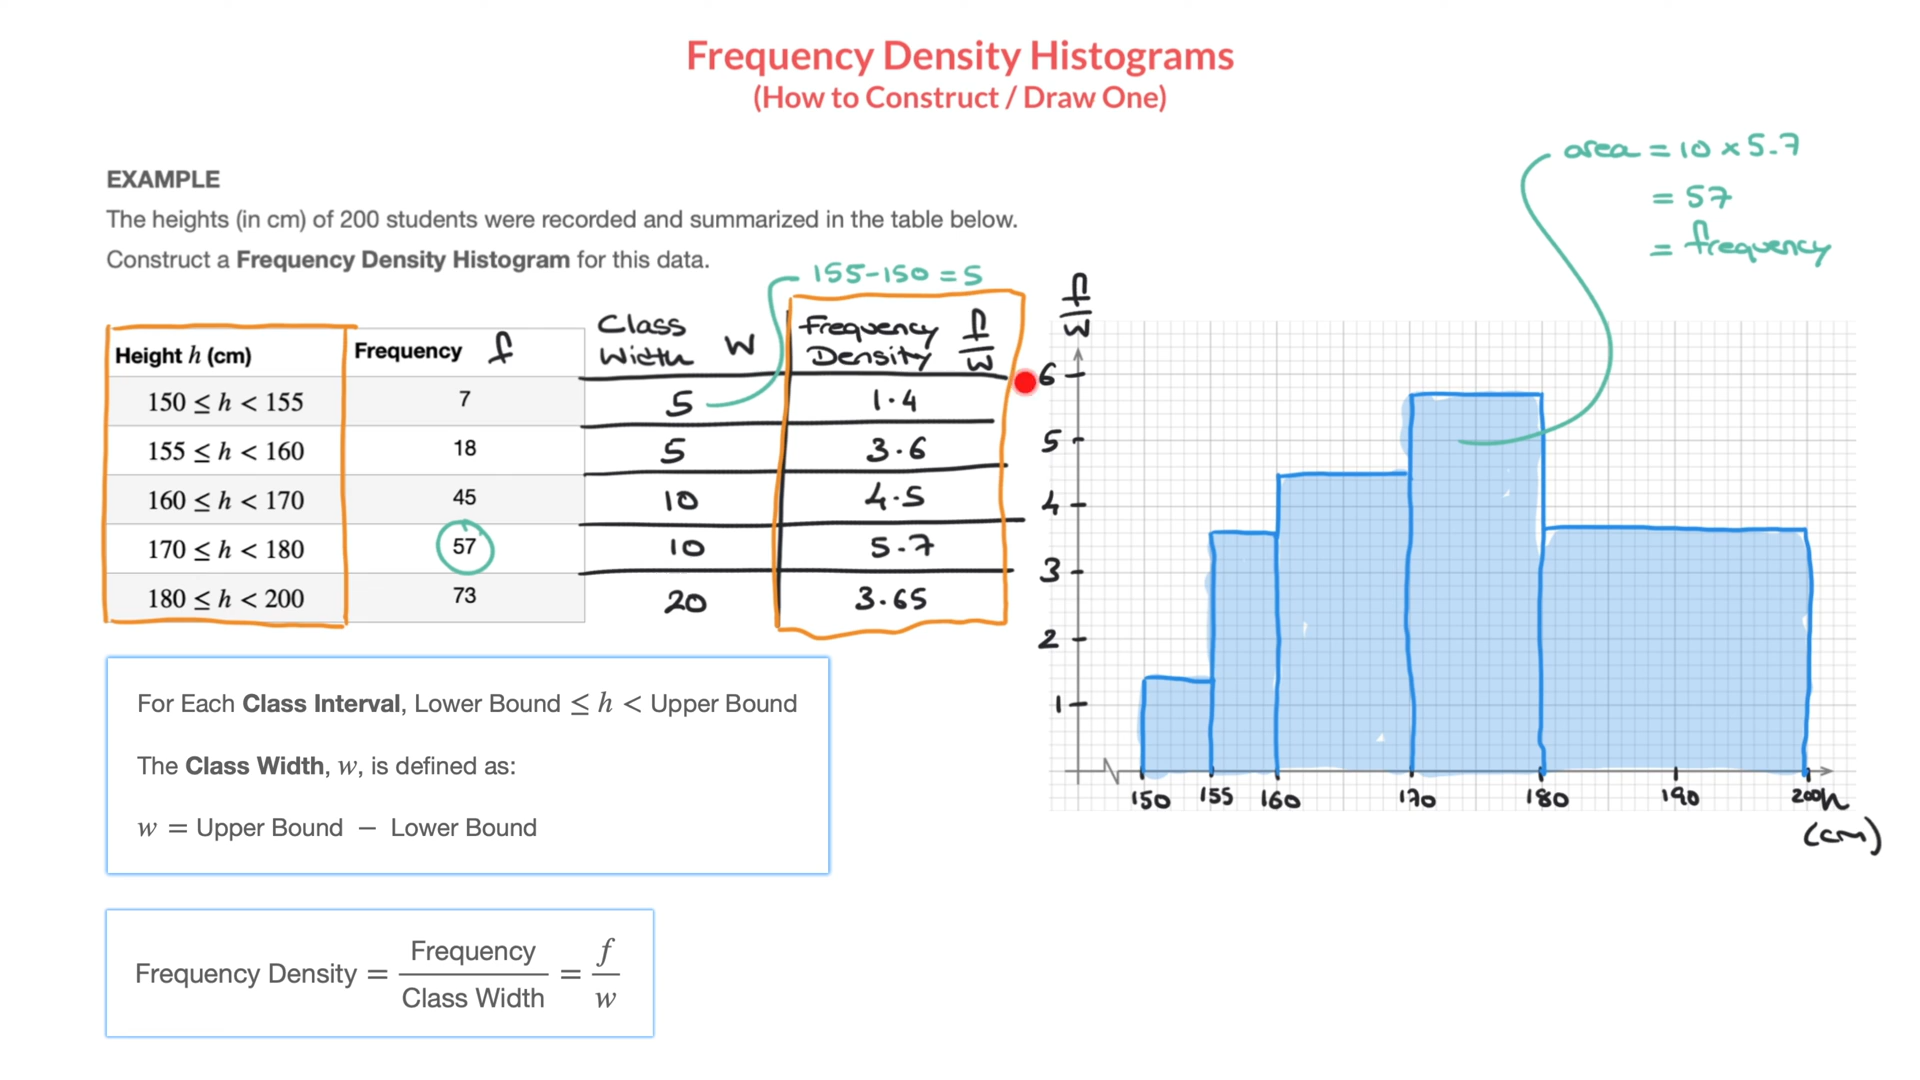 Frequency Density Histograms
(How to Construct / Draw One)
EXAMPLE
The heights (in cm) of 200 students were recorded and summarized in the table below.
Construct a Frequency Density Histogram for this data.
155-150 = 5
Height h (cm) Frequency f Class Width w Frequency Density f/w
150 ≤ h < 155 7 5 1.4
155 ≤ h < 160 18 5 3.6
160 ≤ h < 170 45 10 4.5
170 ≤ h < 180 57 10 5.7
180 ≤ h < 200 73 20 3.65
For Each Class Interval, Lower Bound ≤ h < Upper Bound
The Class Width, w, is defined as:
w = Upper Bound − Lower Bound
Frequency Density = Frequency / Class Width = f / w
area = 10 × 5.7
= 57
= frequency
f/w
6
5
4
3
2
1
150 155 160 170 180 190 200 h
(cm)